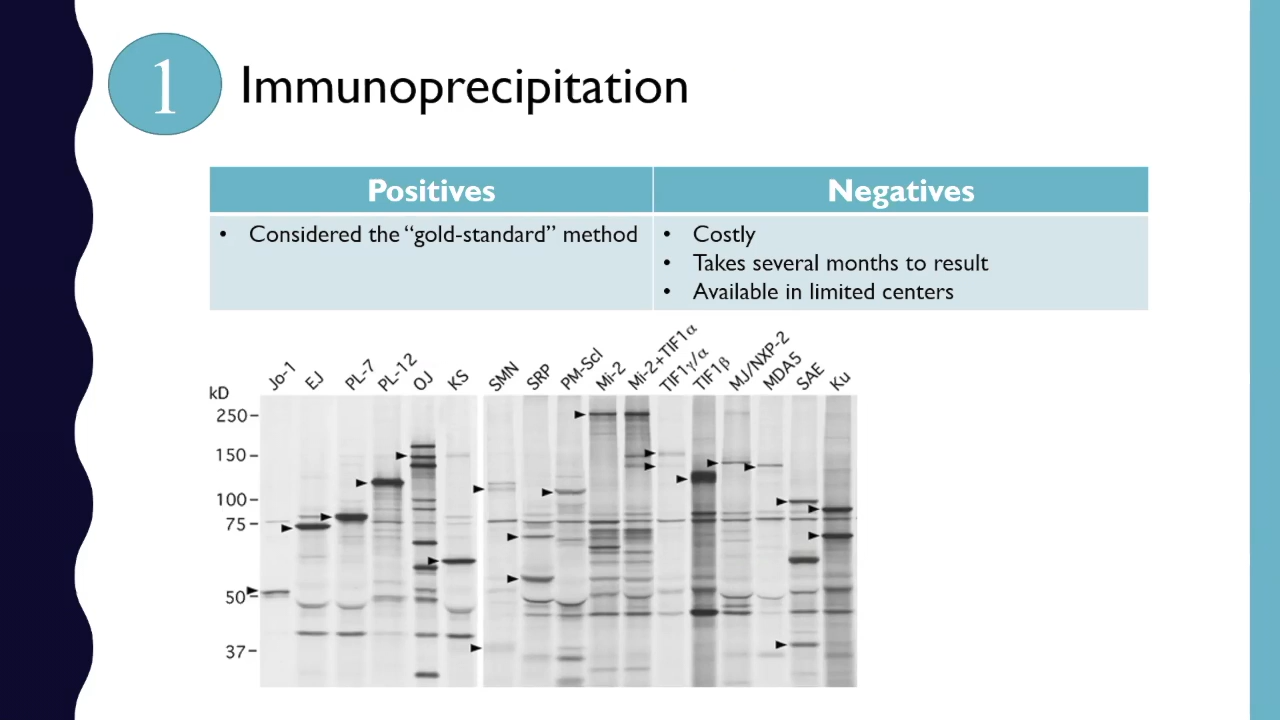 1
Immunoprecipitation
Positives
Negatives
• Considered the “gold-standard” method
• Costly
• Takes several months to result
• Available in limited centers
kD
Jo-1
EJ
PL-7
PL-12
OJ
KS
SMN
SRP
PM-Scl
Mi-2
Mi-2+TIF1α
TIF1γ/α
TIF1β
MJ/NXP-2
MDA5
SAE
Ku
250
150
100
75
50
37